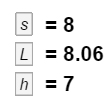 s = 8
L = 8.06
h = 7